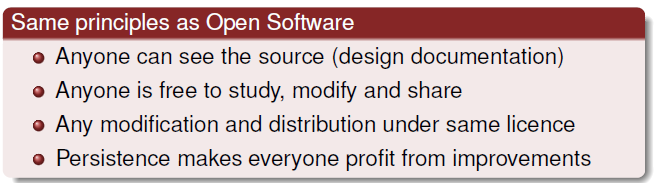 Same principles as Open Software
Anyone can see the source (design documentation)
Anyone is free to study, modify and share
Any modification and distribution under same licence
Persistence makes everyone profit from improvements